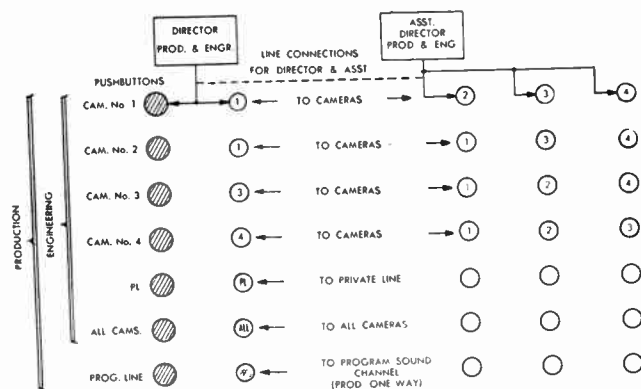 DIRECTOR
PROD. & ENGR.
ASST.
DIRECTOR
PROD & ENG
LINE CONNECTIONS
FOR DIRECTOR & ASST
PUSHBUTTONS
CAM. No 1 1 TO CAMERAS 2 3 4
CAM. No. 2 1 TO CAMERAS 1 3 4
CAM. No. 3 3 TO CAMERAS 1 2 4
CAM. No. 4 4 TO CAMERAS 1 2 3
PL PL TO PRIVATE LINE
ALL CAMS. ALL TO ALL CAMERAS
PROG. LINE TO PROGRAM SOUND
CHANNEL
(PROD ONE WAY)
PRODUCTION
ENGINEERING